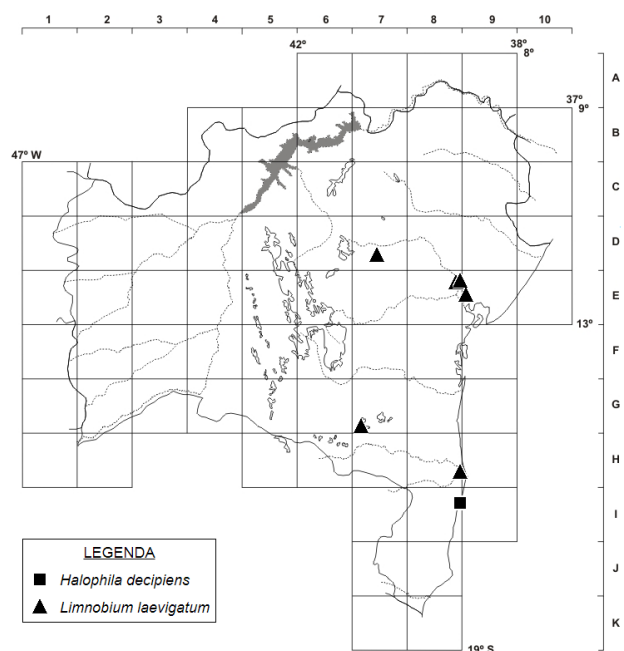 1 2 3 4 5 6 7 8 9 10
42° 38°
8°
A
37°
9°
B
47° W
C
D
E
13°
F
G
H
I
J
K
19° S
LEGENDA
Halophila decipiens
Limnobium laevigatum